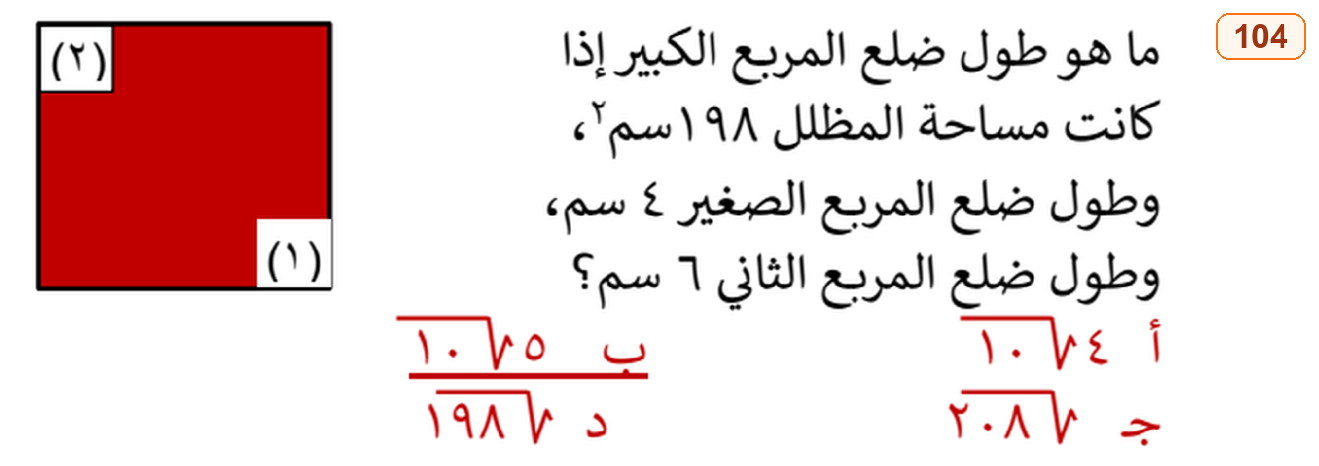 104
ما هو طول ضلع المربع الكبير إذا
كانت مساحة المظلل ١٩٨سم٢،
وطول ضلع المربع الصغير ٤ سم،
وطول ضلع المربع الثاني ٦ سم؟
(٢)
(١)
أ ٤√١٠ ب ٥√١٠
جـ √٢٠٨ د √١٩٨